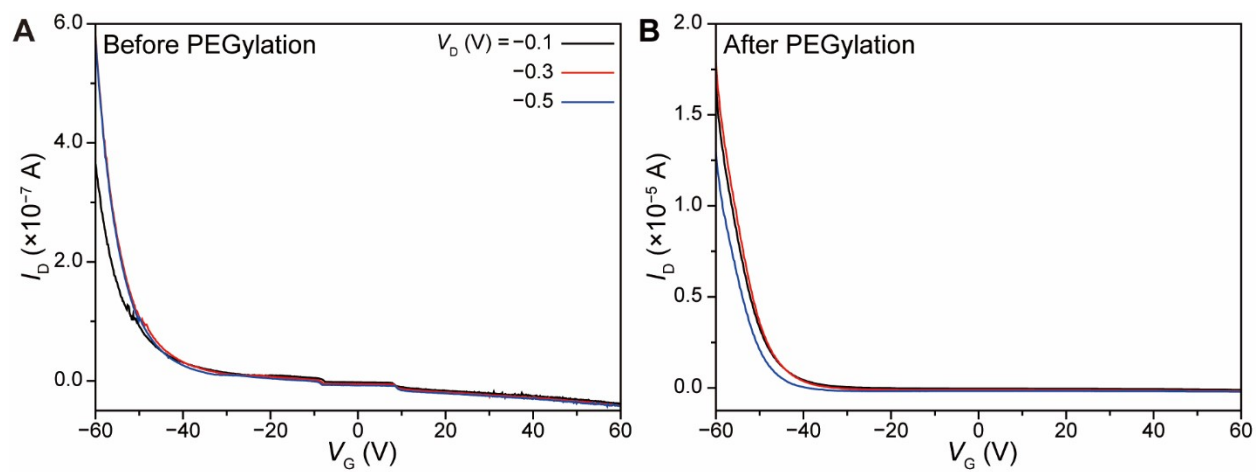 A
Before PEGylation
V_D (V) = −0.1
−0.3
−0.5
6.0
4.0
2.0
0.0
I_D (×10⁻⁷ A)
−60 −40 −20 0 20 40 60
V_G (V)
B
After PEGylation
2.0
1.5
1.0
0.5
0.0
I_D (×10⁻⁵ A)
−60 −40 −20 0 20 40 60
V_G (V)